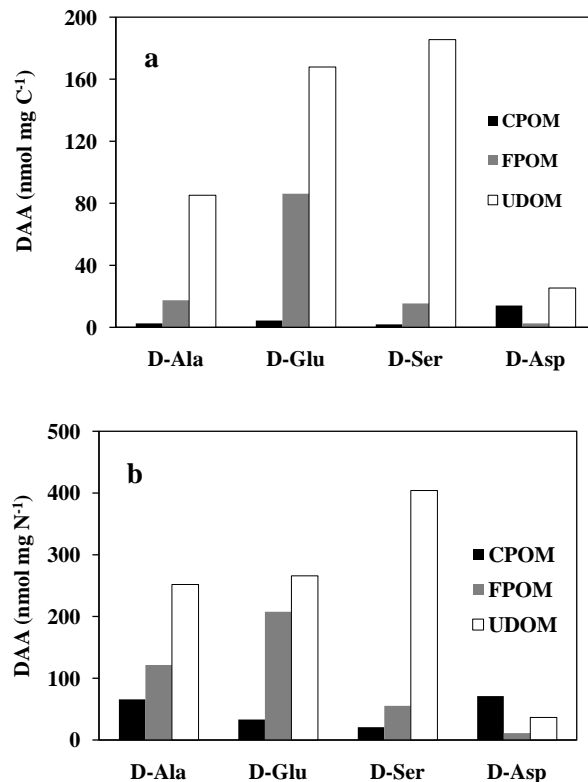 200
160
120
80
40
0
DAA (nmol mg C-1)
a
CPOM
FPOM
UDOM
D-Ala D-Glu D-Ser D-Asp
500
400
300
200
100
0
DAA (nmol mg N-1)
b
CPOM
FPOM
UDOM
D-Ala D-Glu D-Ser D-Asp